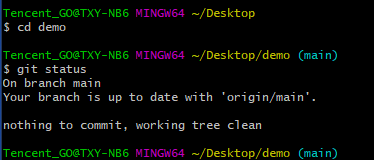 Tencent_GO@TXY-NB6 MINGW64 ~/Desktop
$ cd demo
Tencent_GO@TXY-NB6 MINGW64 ~/Desktop/demo (main)
$ git status
On branch main
Your branch is up to date with 'origin/main'.
nothing to commit, working tree clean
Tencent_GO@TXY-NB6 MINGW64 ~/Desktop/demo (main)